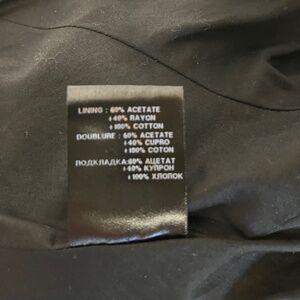 LINING : 60% ACETATE
+40% RAYON
+100% COTTON
DOUBLURE : 60% ACETATE
+40% CUPRO
+100% COTON
ПОДКЛАДКА:60% АЦЕТАТ
+40% КУПРОН
+100% ХЛОПОК